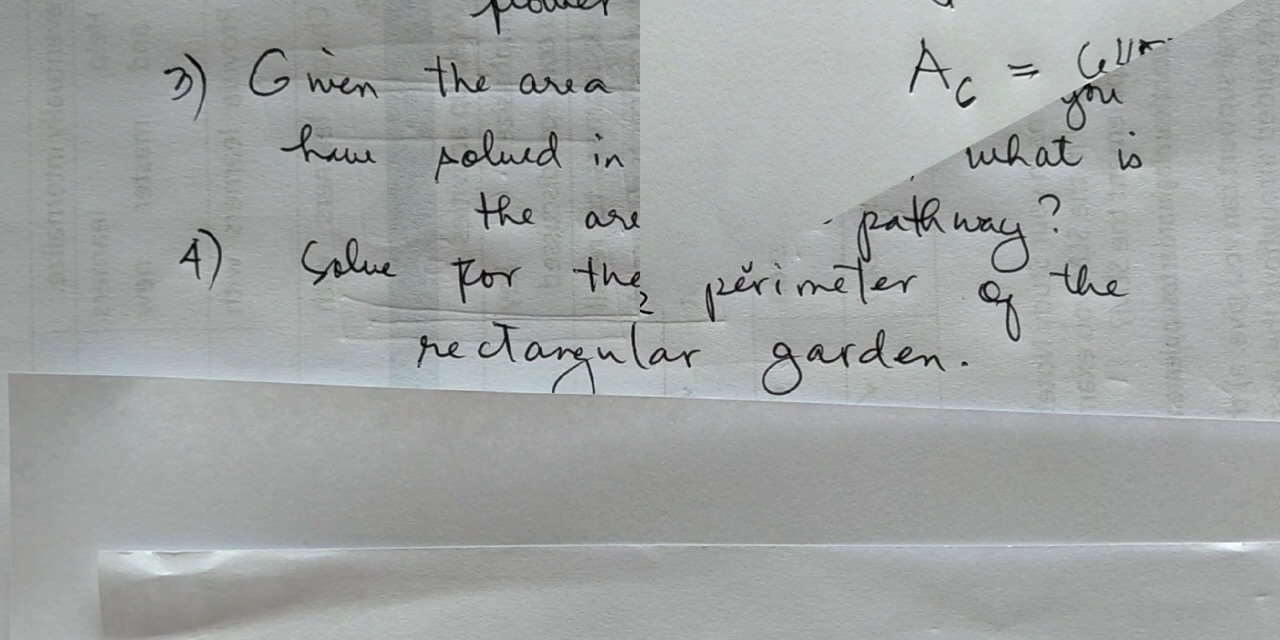 3) Given the area
A_C =
you
have solved in
what is
the are
pathway?
4) Solve for the perimeter of the
2
rectangular garden.